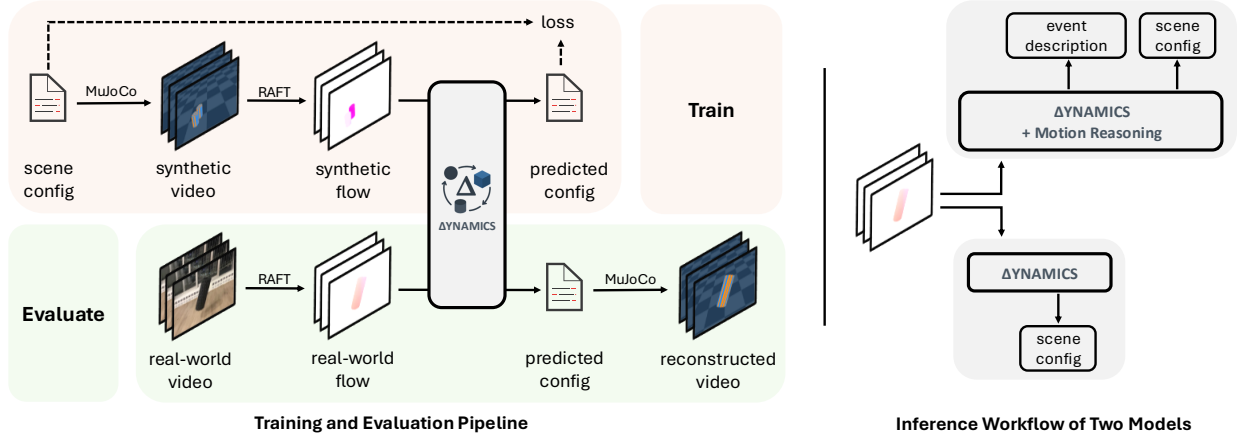 loss
MuJoCo
RAFT
scene
config
synthetic
video
synthetic
flow
predicted
config
Train
ΔYNAMICS
Evaluate
RAFT
MuJoCo
real-world
video
real-world
flow
predicted
config
reconstructed
video
Training and Evaluation Pipeline
event
description
scene
config
ΔYNAMICS
+ Motion Reasoning
ΔYNAMICS
scene
config
Inference Workflow of Two Models